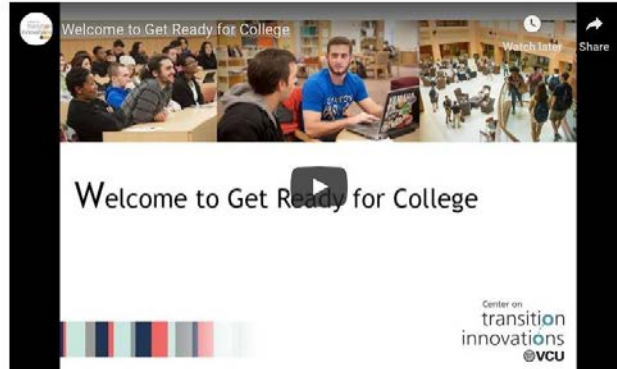 Welcome to Get Ready for College
Watch later
Share
Welcome to Get Ready for College
Center on
transition
innovations
VCU